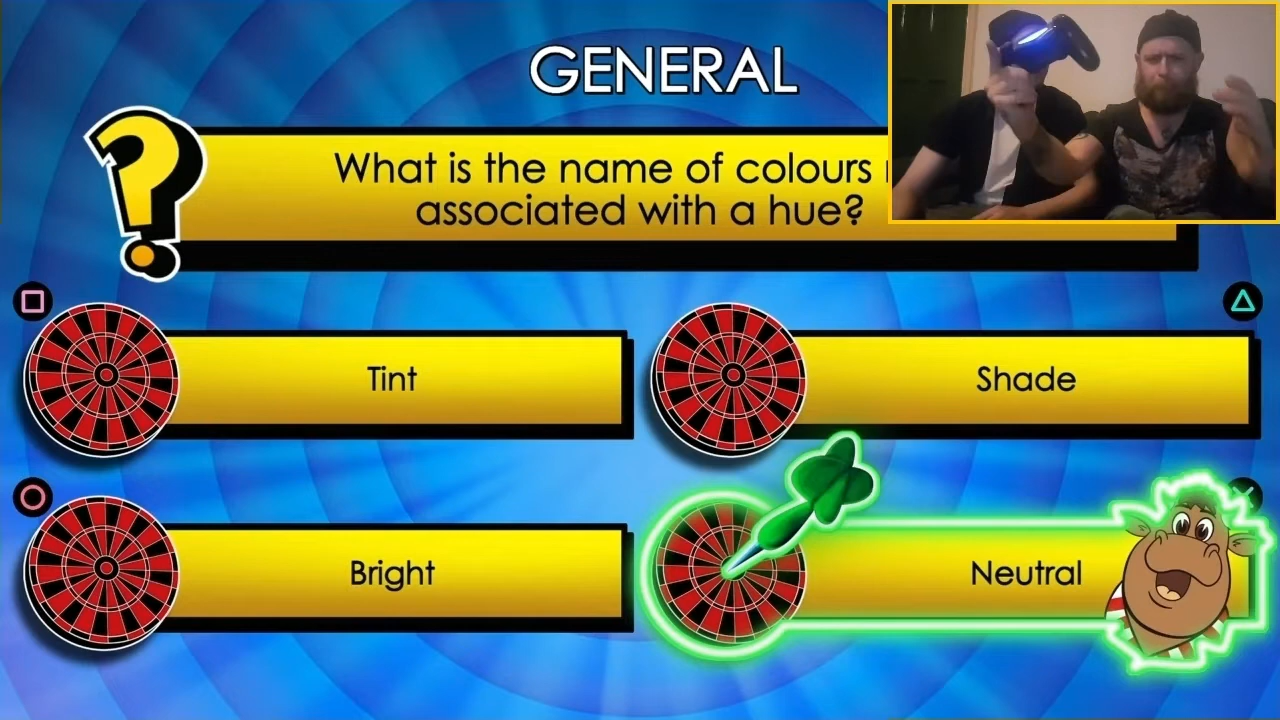 GENERAL
What is the name of colours
associated with a hue?
Tint
Shade
Bright
Neutral